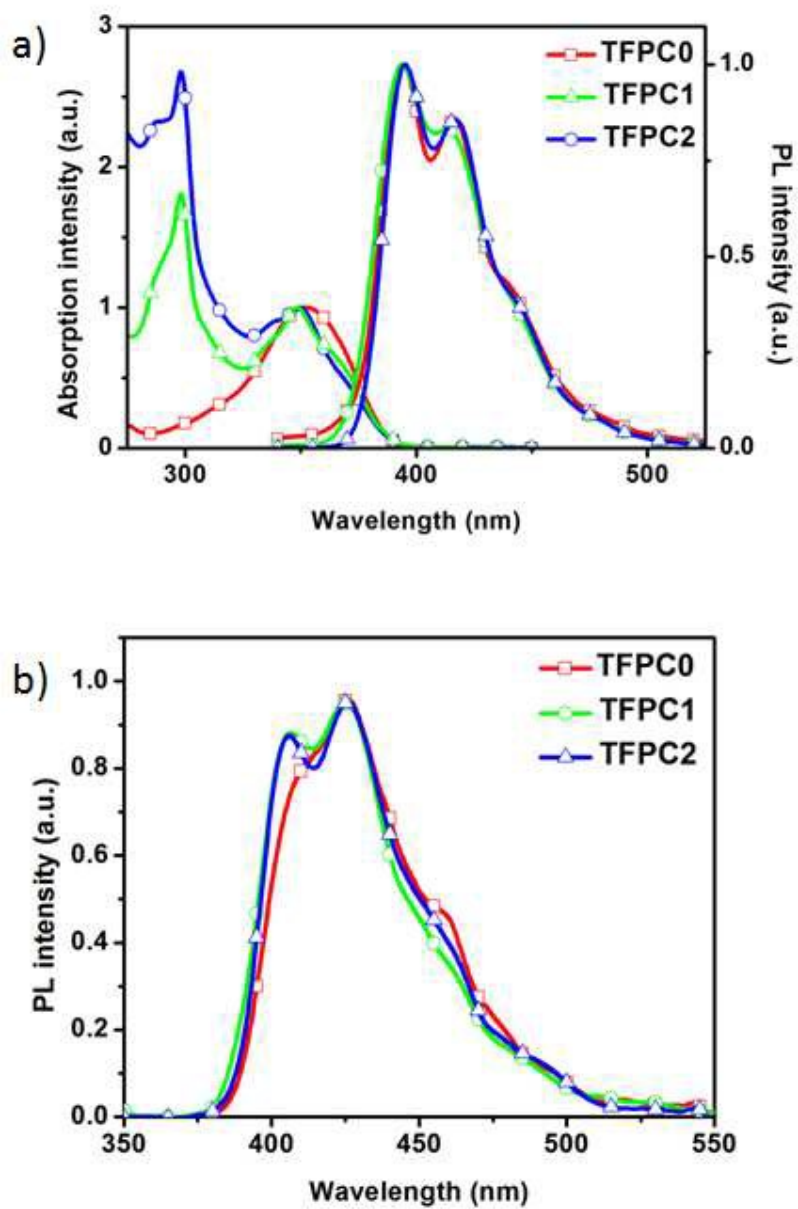 a)
3
2
1
0
Absorption intensity (a.u.)
TFPC0
TFPC1
TFPC2
1.0
0.5
0.0
PL intensity (a.u.)
300
400
500
Wavelength (nm)
b)
1.0
0.8
0.6
0.4
0.2
0.0
PL intensity (a.u.)
TFPC0
TFPC1
TFPC2
350
400
450
500
550
Wavelength (nm)